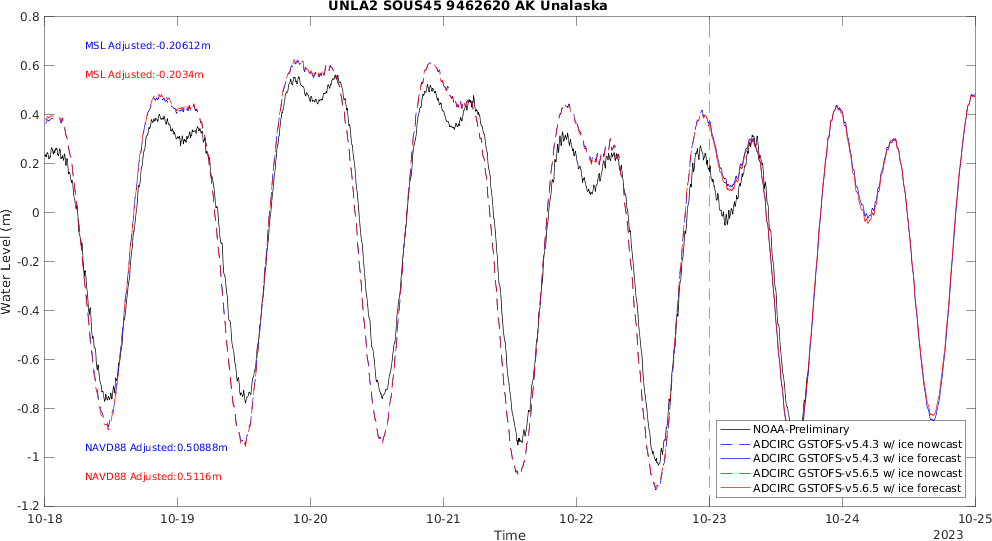 UNLA2 SOUS45 9462620 AK Unalaska
0.8
0.6
0.4
0.2
0
-0.2
-0.4
-0.6
-0.8
-1
-1.2
Water Level (m)
MSL Adjusted:-0.20612m
MSL Adjusted:-0.2034m
NAVD88 Adjusted:0.50888m
NAVD88 Adjusted:0.5116m
NOAA-Preliminary
ADCIRC GSTOFS-v5.4.3 w/ ice nowcast
ADCIRC GSTOFS-v5.4.3 w/ ice forecast
ADCIRC GSTOFS-v5.6.5 w/ ice nowcast
ADCIRC GSTOFS-v5.6.5 w/ ice forecast
10-18 10-19 10-20 10-21 10-22 10-23 10-24 10-25
Time
2023